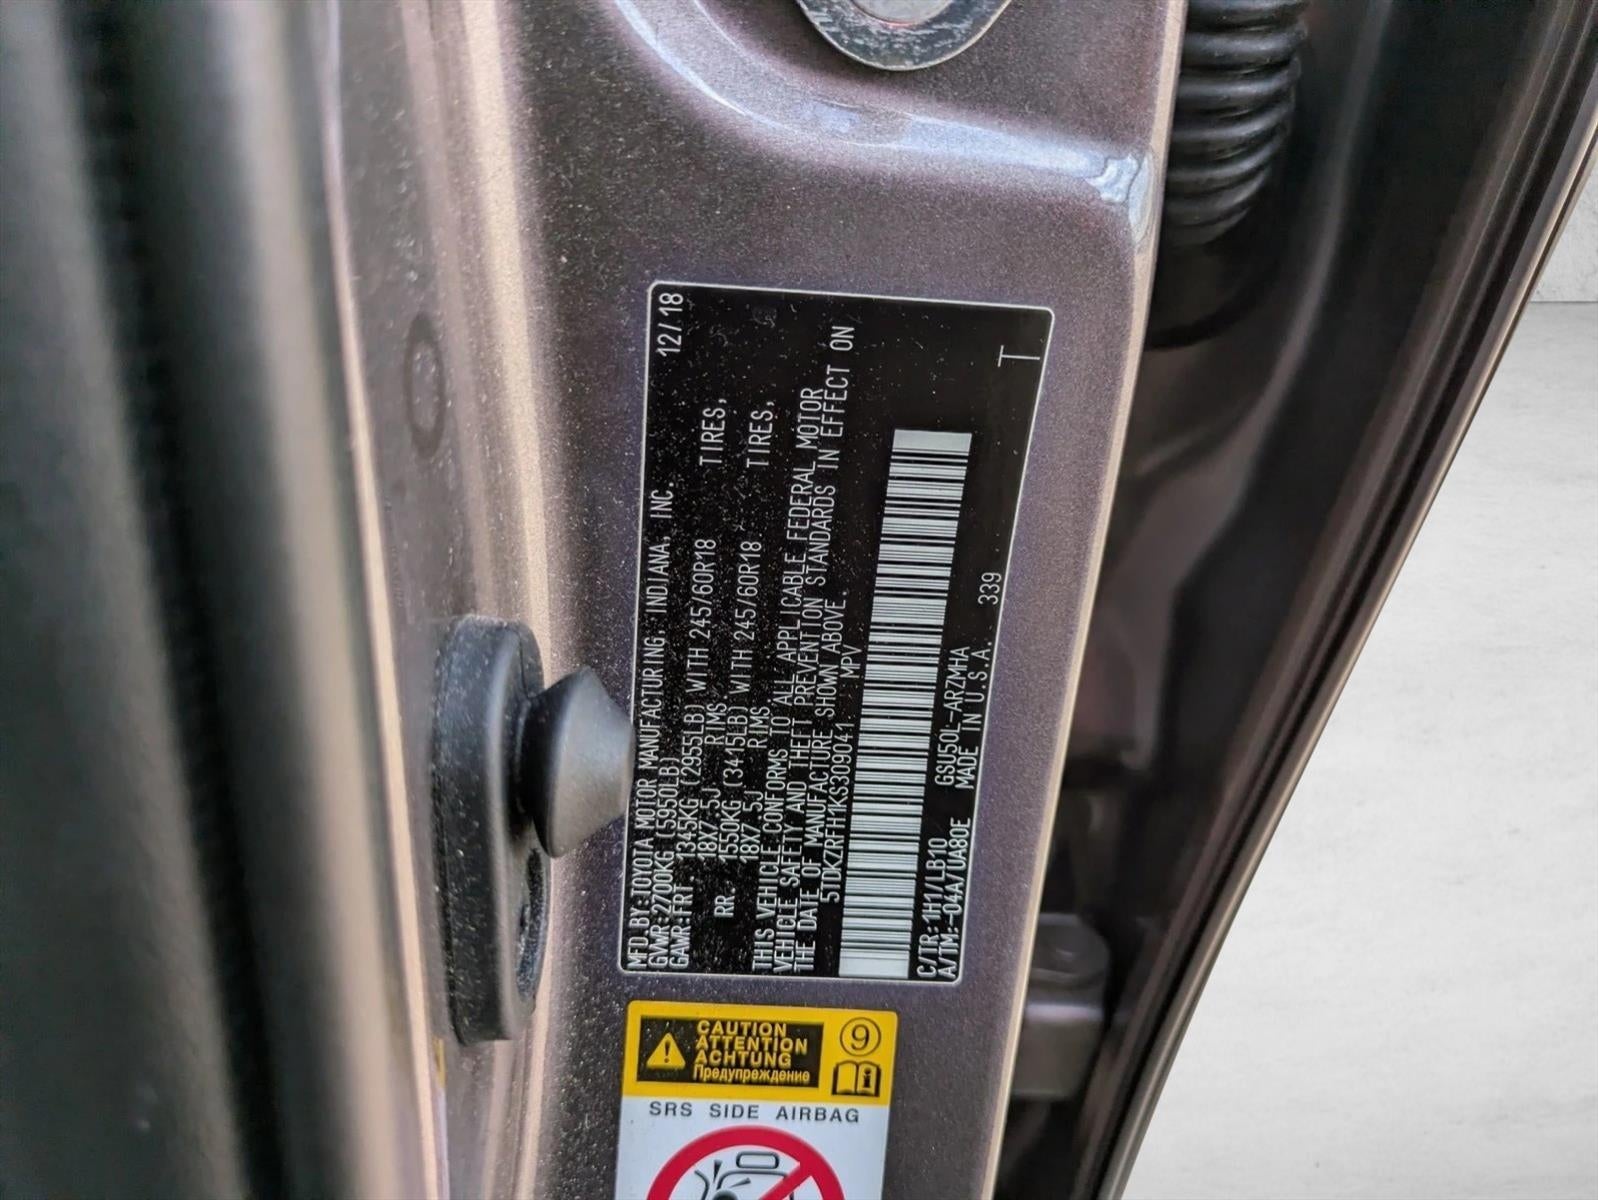 12/18
MFD.BY:TOYOTA MOTOR MANUFACTURING, INDIANA, INC.
GVWR:2700KG (5950LB)
GAWR:FRT 1345KG (2955LB) WITH 245/60R18 TIRES,
18X7.5J RIMS
RR 1550KG (3415LB) WITH 245/60R18 TIRES,
18X7.5J RIMS
THIS VEHICLE CONFORMS TO ALL APPLICABLE FEDERAL MOTOR
VEHICLE SAFETY AND THEFT PREVENTION STANDARDS IN EFFECT ON
THE DATE OF MANUFACTURE SHOWN ABOVE.
5TDKZRFH1KS309041 MPV
C/TR:1H1/LB10 GSU50L-ARZMHA
A/TM:-04A/UA80E MADE IN U.S.A. 339
CAUTION
ATTENTION
ACHTUNG
Предупреждение
9
SRS SIDE AIRBAG